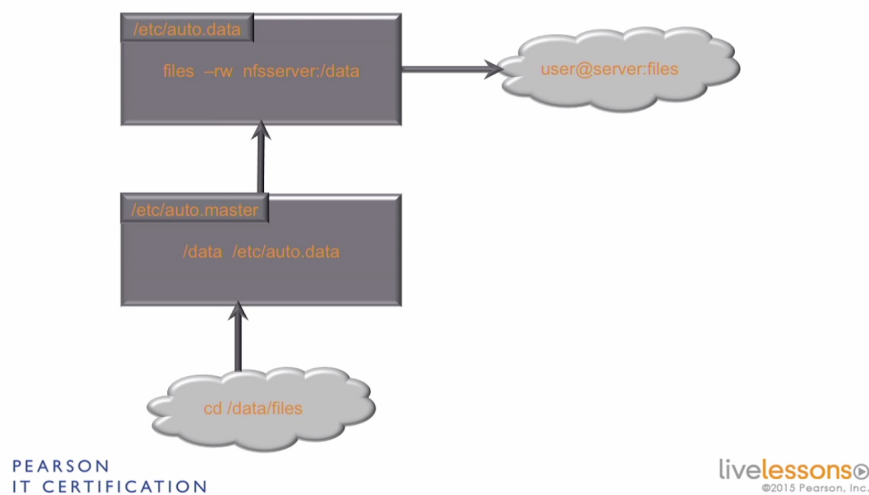 /etc/auto.data
files –rw nfsserver:/data
user@server:files
/etc/auto.master
/data /etc/auto.data
cd /data/files
PEARSON
IT CERTIFICATION
livelessons
©2015 Pearson, Inc.